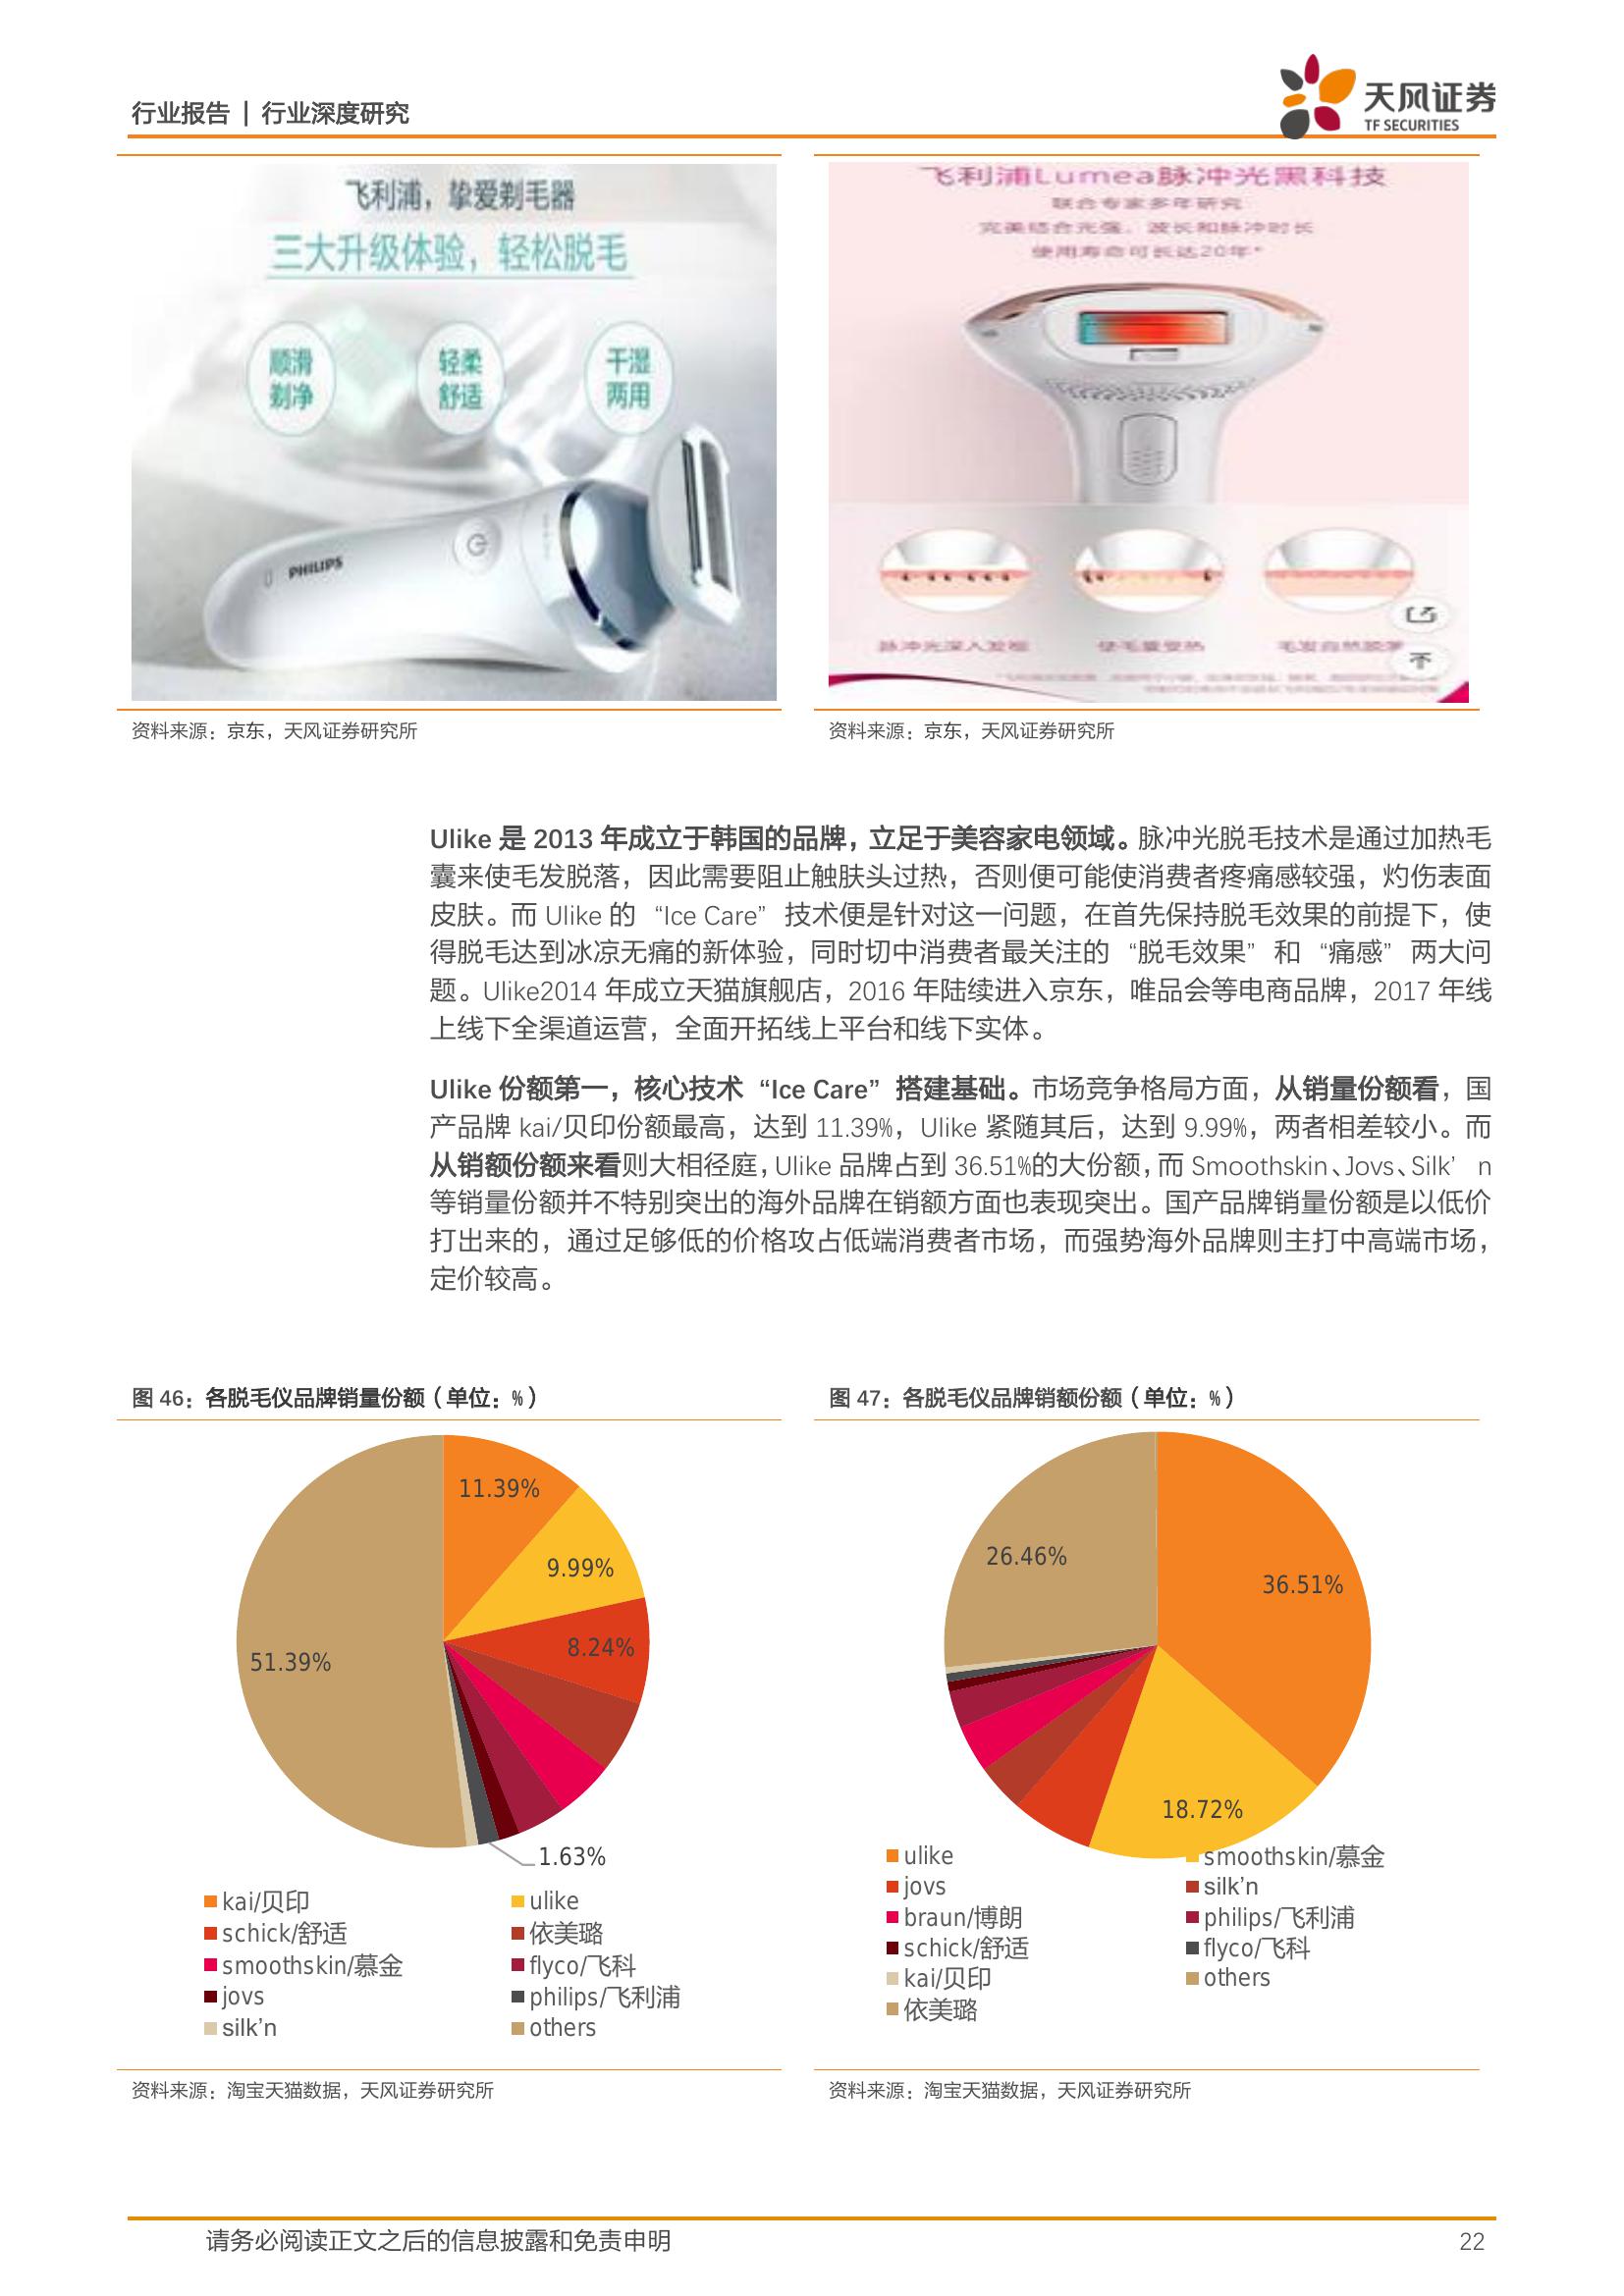 行业报告 | 行业深度研究
天风证券
TF SECURITIES
飞利浦，挚爱剃毛器
三大升级体验，轻松脱毛
顺滑
剃净
轻柔
舒适
干湿
两用
PHILIPS
资料来源：京东，天风证券研究所
飞利浦Lumea脉冲光黑科技
联合专家多年研究
完美结合光强、波长和脉冲时长
使用寿命可长达20年*
脉冲光深入发根
使毛囊受热
毛发自然脱落
资料来源：京东，天风证券研究所
Ulike 是 2013 年成立于韩国的品牌，立足于美容家电领域。脉冲光脱毛技术是通过加热毛
囊来使毛发脱落，因此需要阻止触肤头过热，否则便可能使消费者疼痛感较强，灼伤表面
皮肤。而 Ulike 的“Ice Care”技术便是针对这一问题，在首先保持脱毛效果的前提下，使
得脱毛达到冰凉无痛的新体验，同时切中消费者最关注的“脱毛效果”和“痛感”两大问
题。Ulike2014 年成立天猫旗舰店，2016 年陆续进入京东，唯品会等电商品牌，2017 年线
上线下全渠道运营，全面开拓线上平台和线下实体。
Ulike 份额第一，核心技术“Ice Care”搭建基础。市场竞争格局方面，从销量份额看，国
产品牌 kai/贝印份额最高，达到 11.39%，Ulike 紧随其后，达到 9.99%，两者相差较小。而
从销额份额来看则大相径庭，Ulike 品牌占到 36.51%的大份额，而 Smoothskin、Jovs、Silk’n
等销量份额并不特别突出的海外品牌在销额方面也表现突出。国产品牌销量份额是以低价
打出来的，通过足够低的价格攻占低端消费者市场，而强势海外品牌则主打中高端市场，
定价较高。
图 46：各脱毛仪品牌销量份额（单位：%）
11.39%
9.99%
8.24%
51.39%
1.63%
kai/贝印
ulike
schick/舒适
依美璐
smoothskin/慕金
flyco/飞科
jovs
philips/飞利浦
silk’n
others
资料来源：淘宝天猫数据，天风证券研究所
图 47：各脱毛仪品牌销额份额（单位：%）
26.46%
36.51%
18.72%
ulike
smoothskin/慕金
jovs
silk’n
braun/博朗
philips/飞利浦
schick/舒适
flyco/飞科
kai/贝印
others
依美璐
资料来源：淘宝天猫数据，天风证券研究所
请务必阅读正文之后的信息披露和免责申明
22